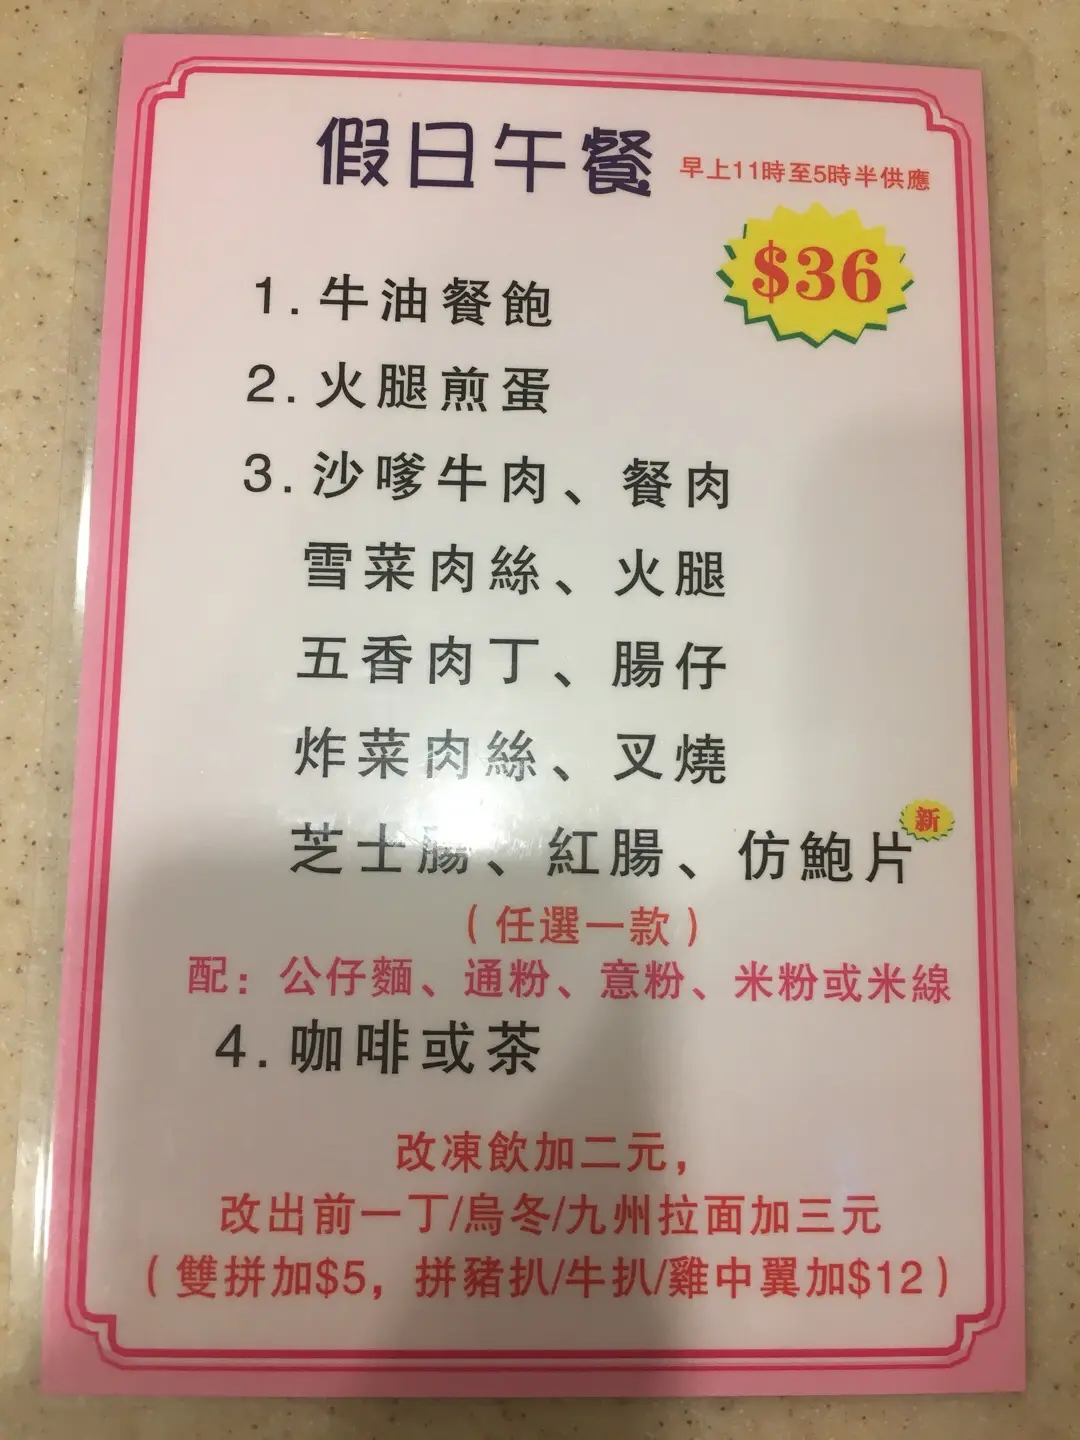 假日午餐 早上11時至5時半供應
$36
1. 牛油餐飽
2. 火腿煎蛋
3. 沙嗲牛肉、餐肉
雪菜肉絲、火腿
五香肉丁、腸仔
炸菜肉絲、叉燒
芝士腸、紅腸、仿鮑片 新
（任選一款）
配：公仔麵、通粉、意粉、米粉或米線
4. 咖啡或茶
改凍飲加二元，
改出前一丁/烏冬/九州拉面加三元
（雙拼加$5，拼豬扒/牛扒/雞中翼加$12）